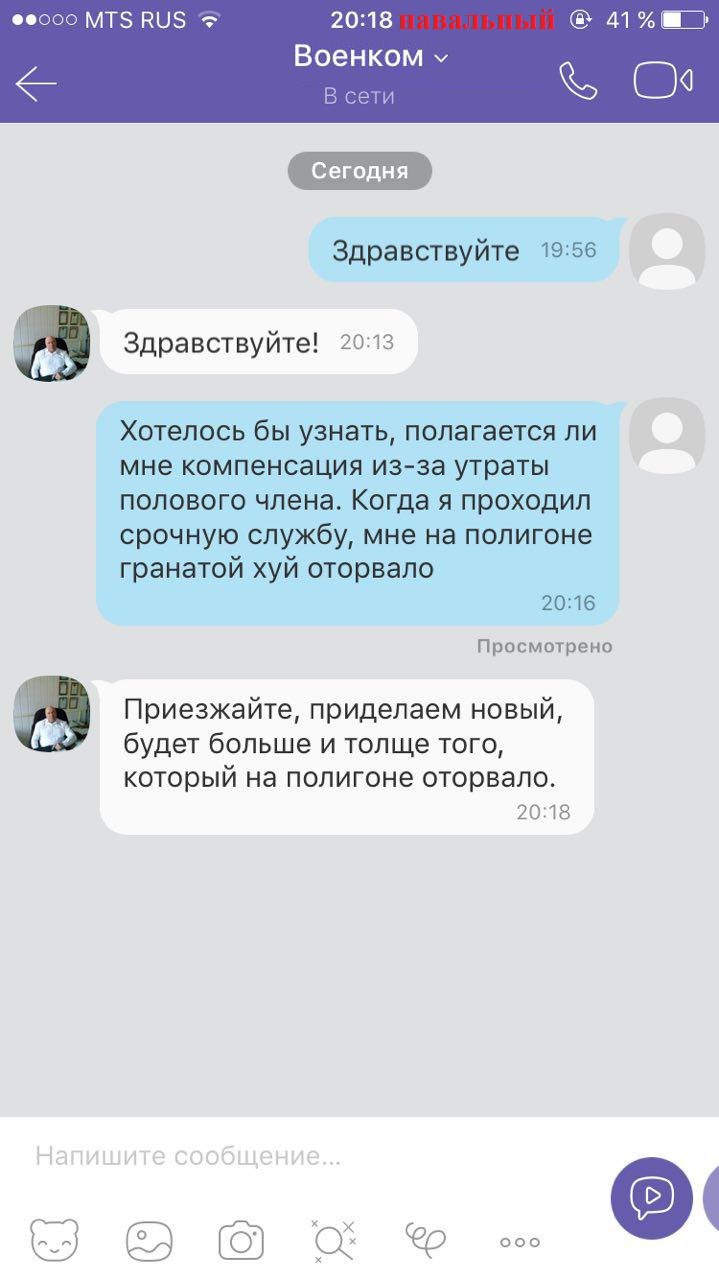 MTS RUS 20:18 навальный 41 %
Военком
В сети
Сегодня
Здравствуйте 19:56
Здравствуйте! 20:13
Хотелось бы узнать, полагается ли
мне компенсация из-за утраты
полового члена. Когда я проходил
срочную службу, мне на полигоне
гранатой хуй оторвало
20:16
Просмотрено
Приезжайте, приделаем новый,
будет больше и толще того,
который на полигоне оторвало.
20:18
Напишите сообщение...